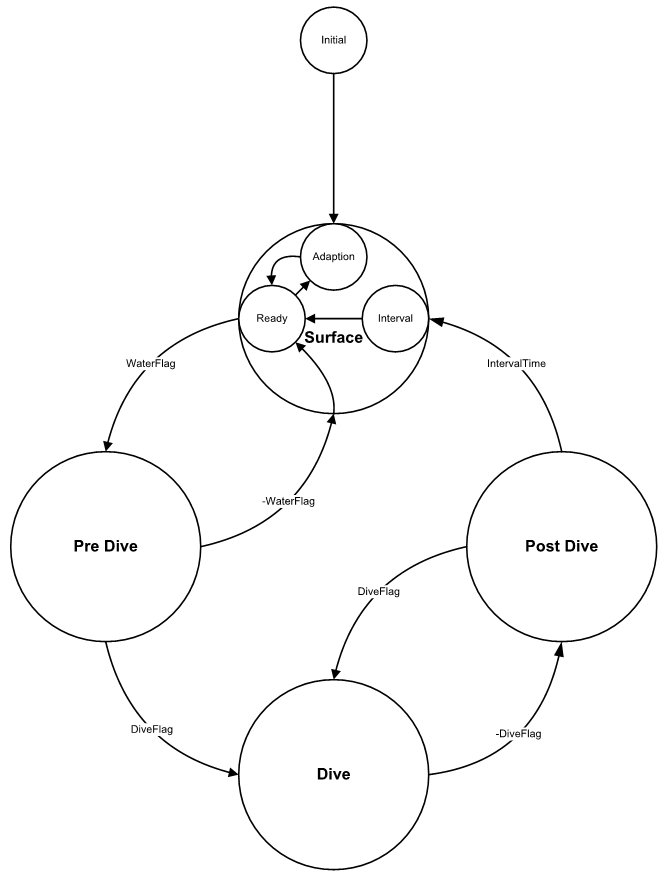 Initial
Adaption
Ready
Interval
Surface
WaterFlag
IntervalTime
-WaterFlag
Pre Dive
Post Dive
DiveFlag
DiveFlag
-DiveFlag
Dive